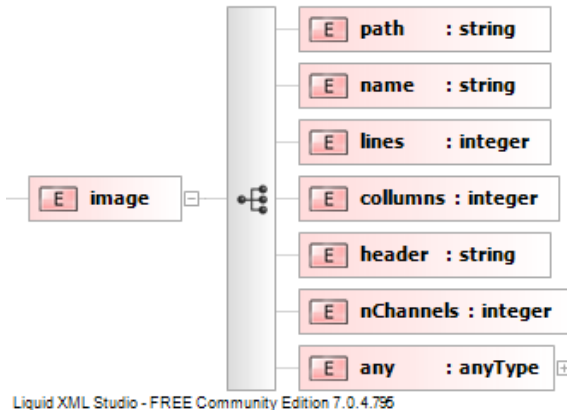 E path : string
E name : string
E lines : integer
E image
E collumns : integer
E header : string
E nChannels : integer
E any : anyType
Liquid XML Studio - FREE Community Edition 7.0.4.795